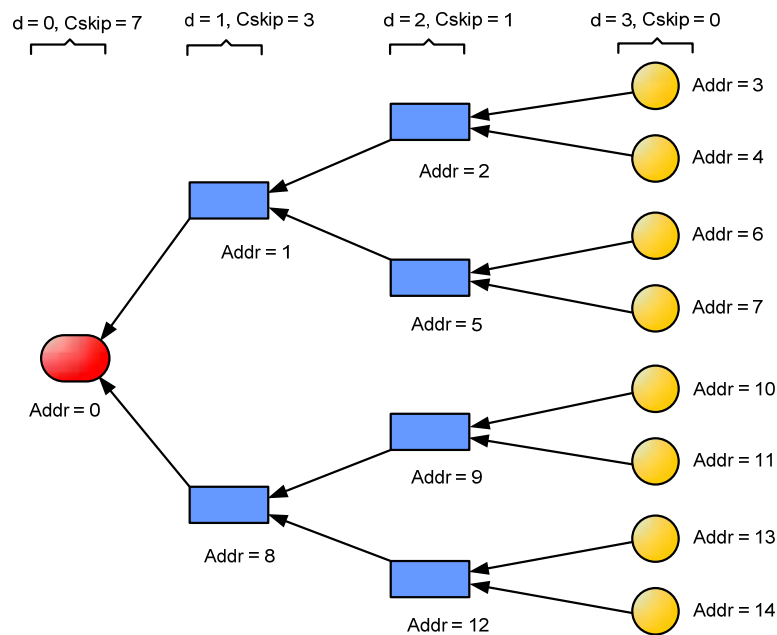 d = 0, Cskip = 7
d = 1, Cskip = 3
d = 2, Cskip = 1
d = 3, Cskip = 0
Addr = 3
Addr = 4
Addr = 2
Addr = 6
Addr = 1
Addr = 7
Addr = 5
Addr = 10
Addr = 0
Addr = 11
Addr = 9
Addr = 13
Addr = 8
Addr = 14
Addr = 12